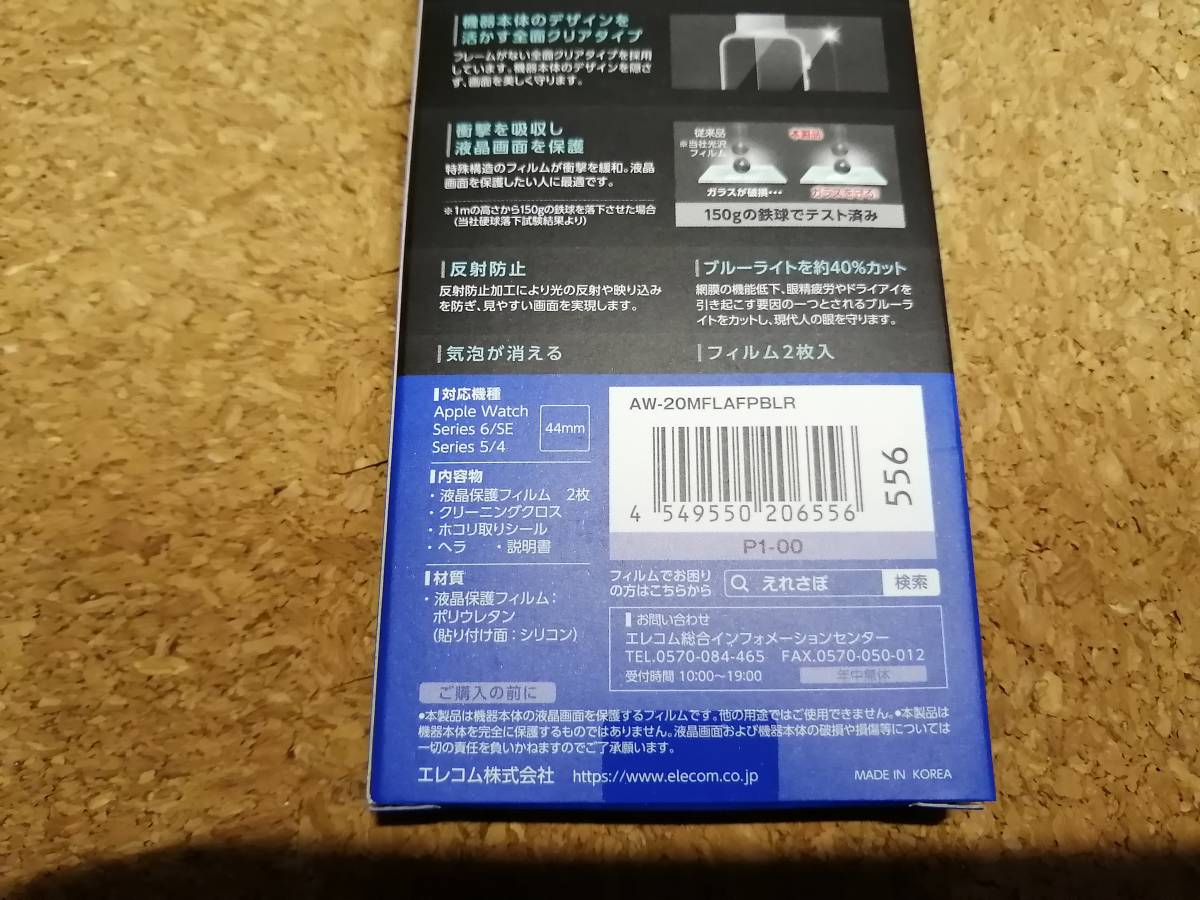 機器本体のデザインを
活かす全面クリアタイプ
フレームがない全面クリアタイプを採用
しています。機器本体のデザインを隠さ
ず、画面を美しく守ります。
衝撃を吸収し
液晶画面を保護
特殊構造のフィルムが衝撃を緩和。液晶
画面を保護したい人に最適です。
※1mの高さから150gの鉄球を落下させた場合
(当社硬球落下試験結果より)
従来品
※当社光沢
フィルム
本製品
ガラスが破損・・・
ガラスを守る
150gの鉄球でテスト済み
反射防止
反射防止加工により光の反射や映り込み
を防ぎ、見やすい画面を実現します。
ブルーライトを約40%カット
網膜の機能低下、眼精疲労やドライアイを
引き起こす要因の一つとされるブルーラ
イトをカットし、現代人の眼を守ります。
気泡が消える
フィルム2枚入
対応機種
Apple Watch
Series 6/SE
Series 5/4
44mm
内容物
・液晶保護フィルム 2枚
・クリーニングクロス
・ホコリ取りシール
・ヘラ ・説明書
材質
・液晶保護フィルム:
ポリウレタン
(貼り付け面:シリコン)
AW-20MFLAFPBLR
4 549550 206556
556
P1-00
フィルムでお困り
の方はこちらから
えれさぽ 検索
お問い合わせ
エレコム総合インフォメーションセンター
TEL.0570-084-465 FAX.0570-050-012
受付時間 10:00〜19:00 年中無休
ご購入の前に
●本製品は機器本体の液晶画面を保護するフィルムです。他の用途ではご使用できません。●本製品は
機器本体を完全に保護するものではありません。液晶画面および機器本体の破損や損傷等については
一切の責任を負いかねますのでご了承願います。
エレコム株式会社 https://www.elecom.co.jp MADE IN KOREA